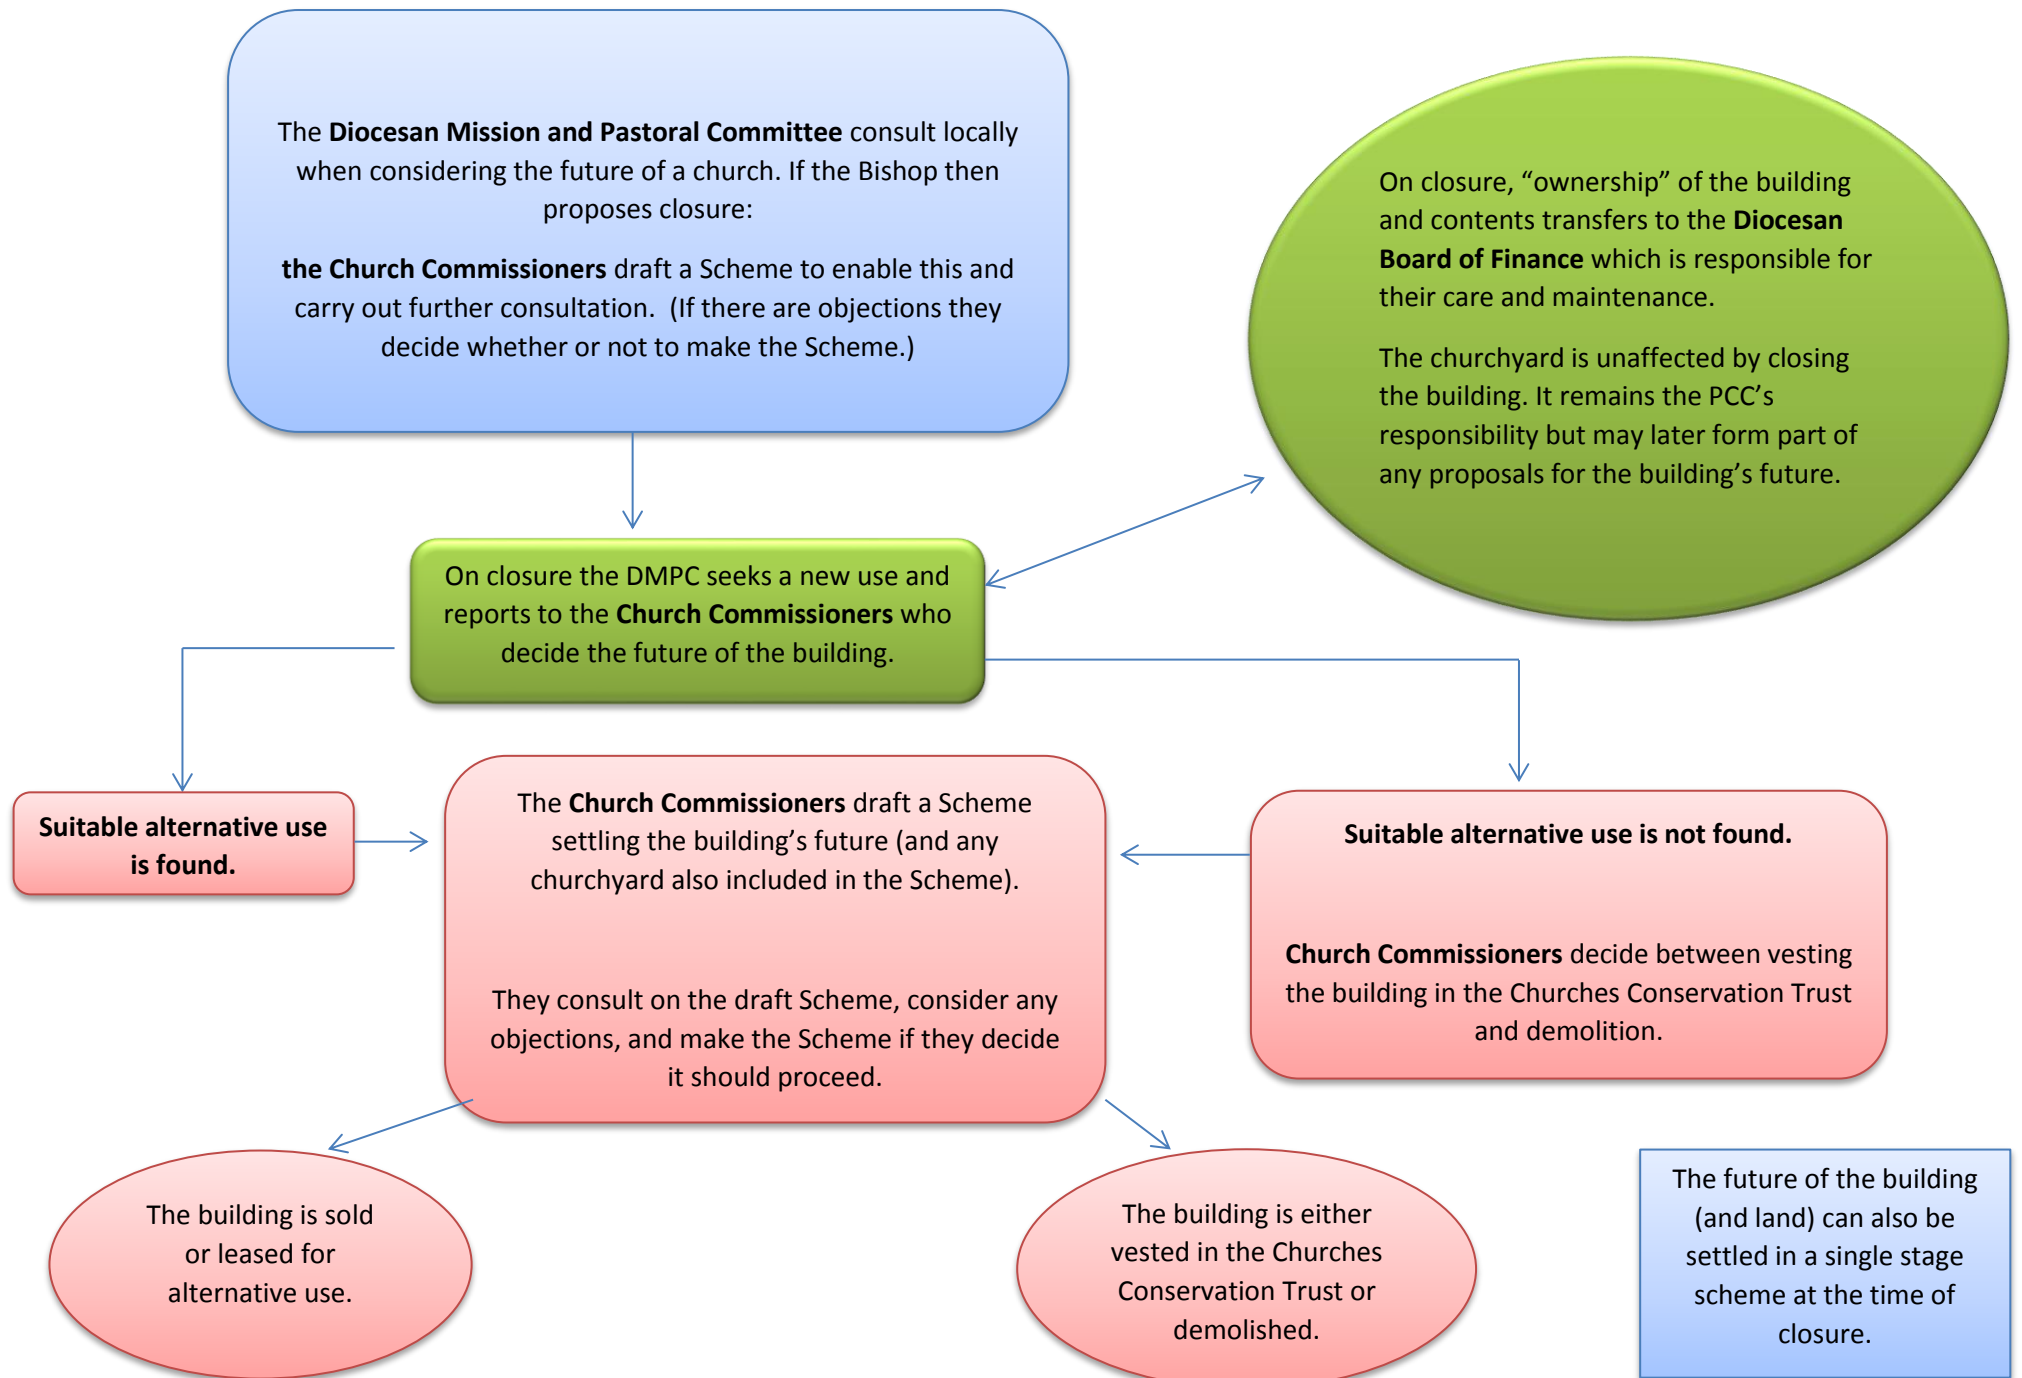 The Diocesan Mission and Pastoral Committee consult locally
when considering the future of a church. If the Bishop then
proposes closure:
the Church Commissioners draft a Scheme to enable this and
carry out further consultation.  (If there are objections they
decide whether or not to make the Scheme.)
On closure, “ownership” of the building
and contents transfers to the Diocesan
Board of Finance which is responsible for
their care and maintenance.
The churchyard is unaffected by closing
the building. It remains the PCC’s
responsibility but may later form part of
any proposals for the building’s future.
On closure the DMPC seeks a new use and
reports to the Church Commissioners who
decide the future of the building.
Suitable alternative use
is found.
The Church Commissioners draft a Scheme
settling the building’s future (and any
churchyard also included in the Scheme).
They consult on the draft Scheme, consider any
objections, and make the Scheme if they decide
it should proceed.
Suitable alternative use is not found.
Church Commissioners decide between vesting
the building in the Churches Conservation Trust
and demolition.
The building is sold
or leased for
alternative use.
The building is either
vested in the Churches
Conservation Trust or
demolished.
The future of the building
(and land) can also be
settled in a single stage
scheme at the time of
closure.